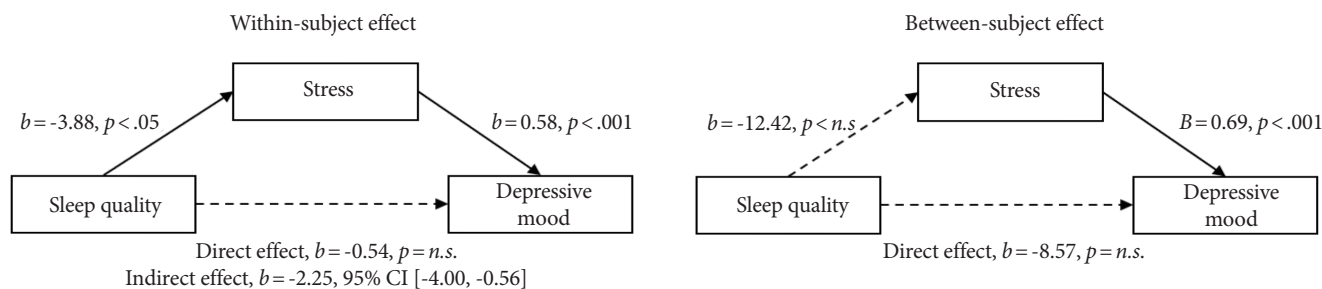 Within-subject effect
Stress
b = -3.88, p < .05
b = 0.58, p < .001
Sleep quality
Depressive
mood
Direct effect, b = -0.54, p = n.s.
Indirect effect, b = -2.25, 95% CI [-4.00, -0.56]
Between-subject effect
Stress
b = -12.42, p < n.s
B = 0.69, p < .001
Sleep quality
Depressive
mood
Direct effect, b = -8.57, p = n.s.